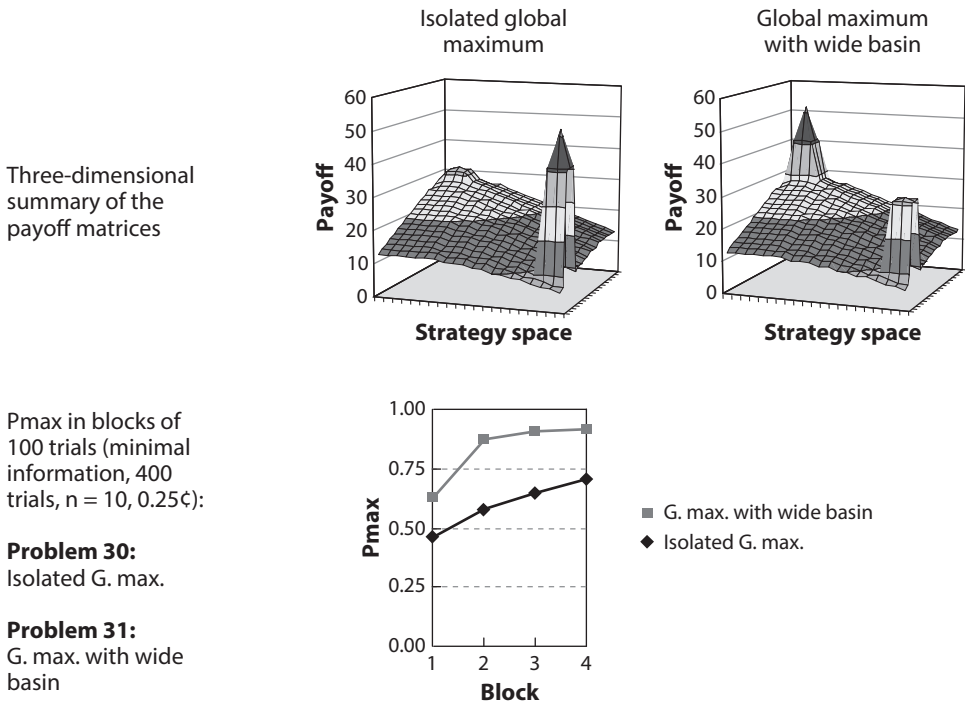 Isolated global
maximum
Global maximum
with wide basin
Three-dimensional
summary of the
payoff matrices
Payoff
60
50
40
30
20
10
0
Strategy space
Payoff
60
50
40
30
20
10
0
Strategy space
Pmax in blocks of
100 trials (minimal
information, 400
trials, n = 10, 0.25¢):
Problem 30:
Isolated G. max.
Problem 31:
G. max. with wide
basin
Pmax
1.00
0.75
0.50
0.25
0.00
1 2 3 4
Block
G. max. with wide basin
Isolated G. max.